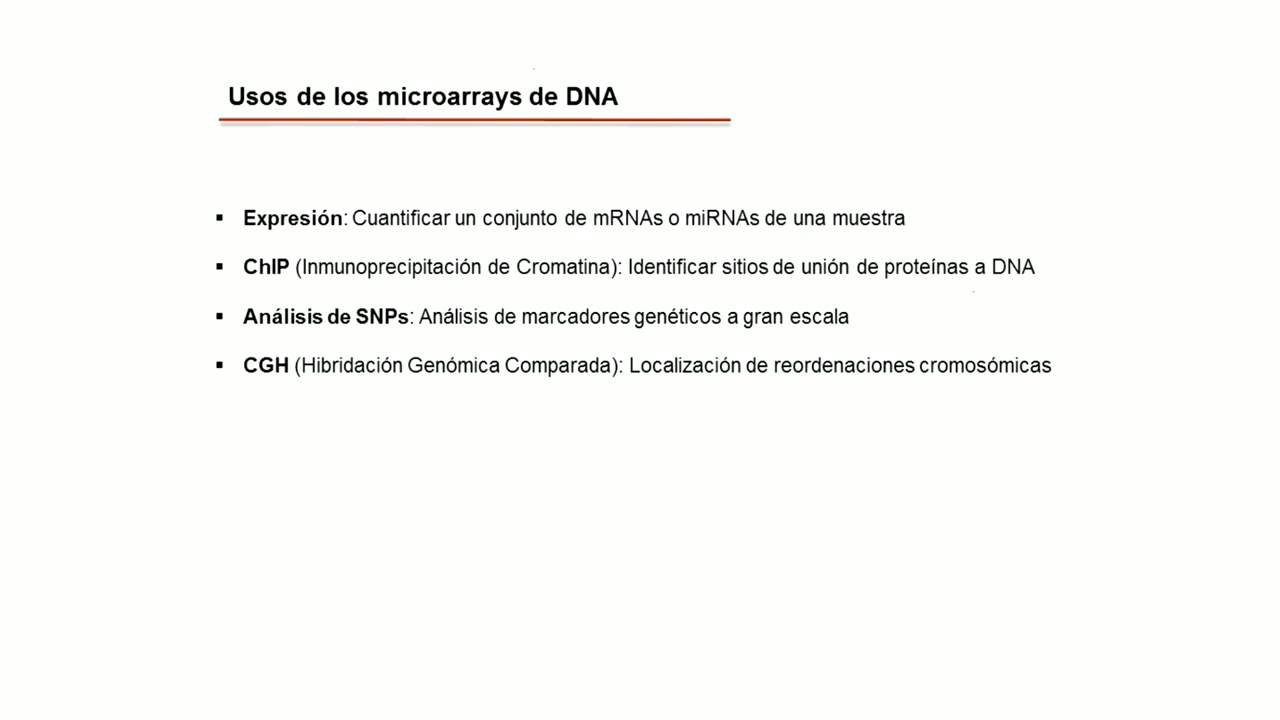 Usos de los microarrays de DNA
▪ Expresión: Cuantificar un conjunto de mRNAs o miRNAs de una muestra
▪ ChIP (Inmunoprecipitación de Cromatina): Identificar sitios de unión de proteínas a DNA
▪ Análisis de SNPs: Análisis de marcadores genéticos a gran escala
▪ CGH (Hibridación Genómica Comparada): Localización de reordenaciones cromosómicas